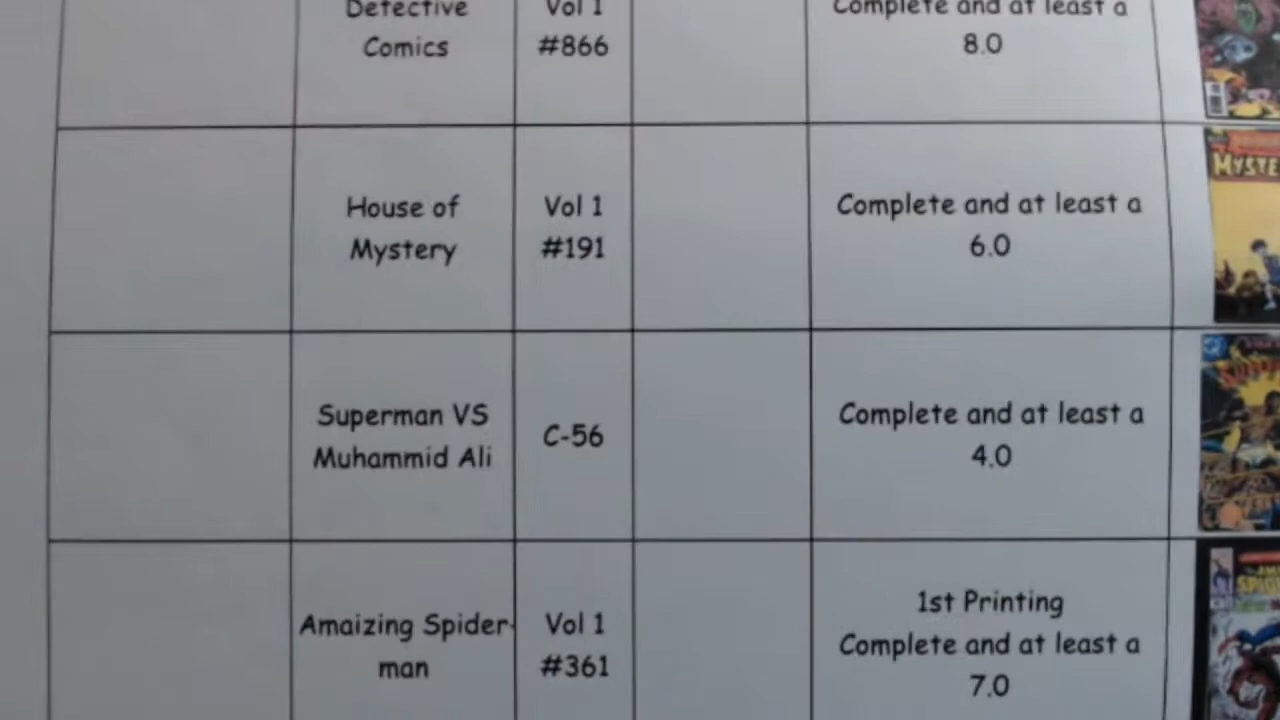 Detective
Comics
Vol 1
#866
Complete and at least a
8.0
House of
Mystery
Vol 1
#191
Complete and at least a
6.0
MYSTE
Superman VS
Muhammid Ali
C-56
Complete and at least a
4.0
Amaizing Spider-
man
Vol 1
#361
1st Printing
Complete and at least a
7.0